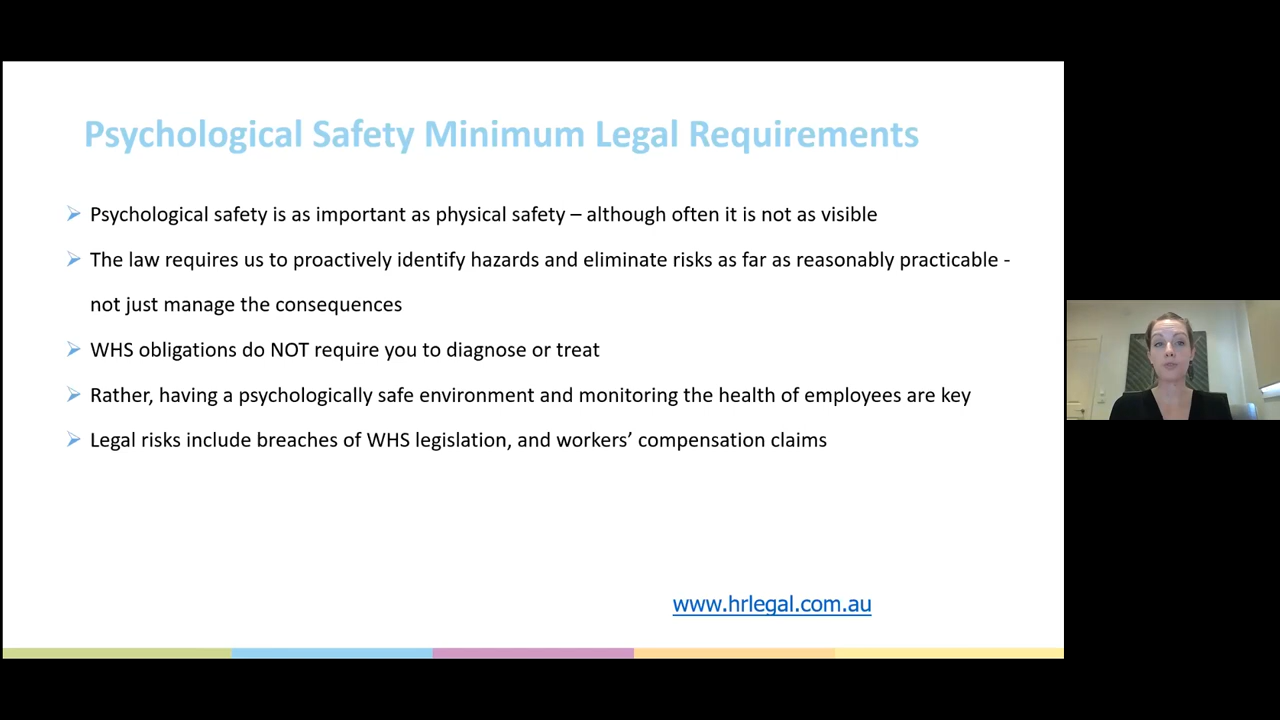 Psychological Safety Minimum Legal Requirements
Psychological safety is as important as physical safety – although often it is not as visible
The law requires us to proactively identify hazards and eliminate risks as far as reasonably practicable -
not just manage the consequences
WHS obligations do NOT require you to diagnose or treat
Rather, having a psychologically safe environment and monitoring the health of employees are key
Legal risks include breaches of WHS legislation, and workers’ compensation claims
www.hrlegal.com.au